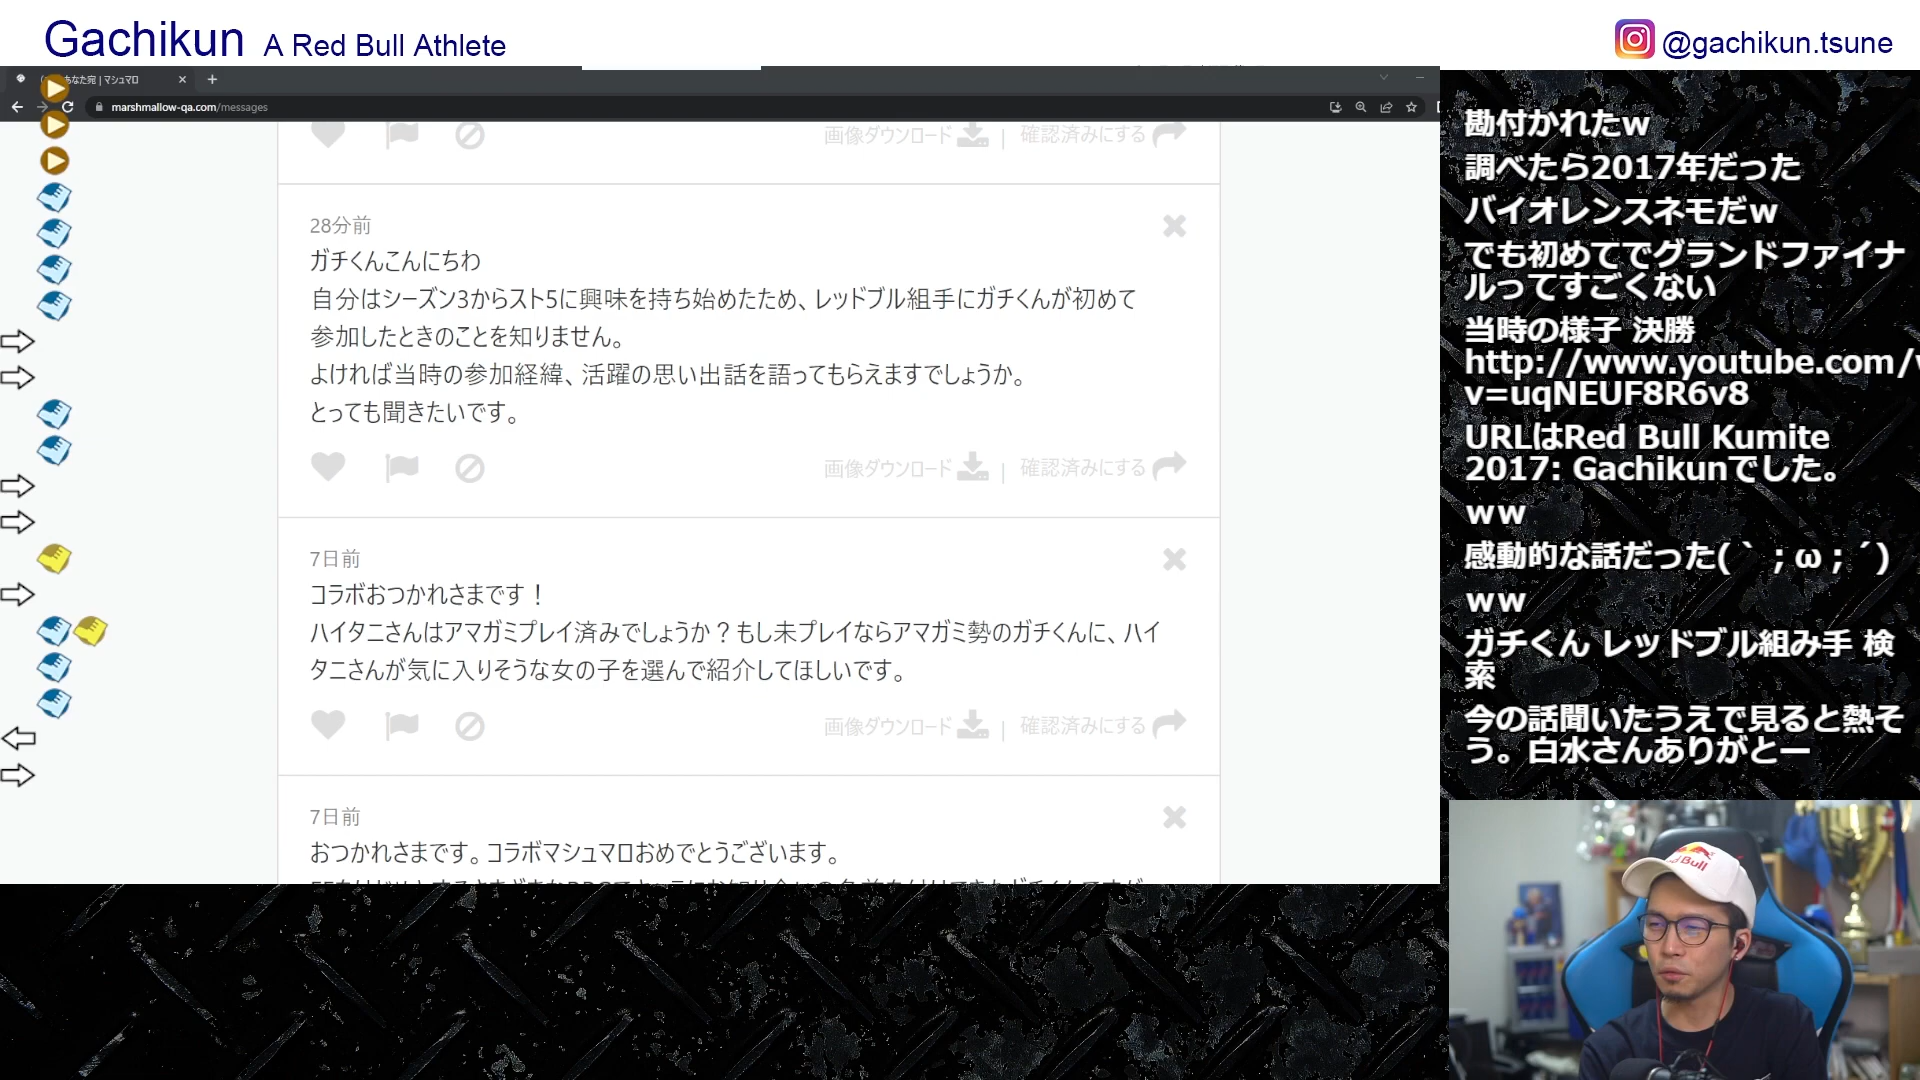 Gachikun A Red Bull Athlete
@gachikun.tsune
あなた宛 | マシュマロ
marshmallow-qa.com/messages
画像ダウンロード | 確認済みにする
28分前
ガチくんこんにちわ
自分はシーズン3からスト5に興味を持ち始めたため、レッドブル組手にガチくんが初めて
参加したときのことを知りません。
よければ当時の参加経緯、活躍の思い出話を語ってもらえますでしょうか。
とっても聞きたいです。
画像ダウンロード | 確認済みにする
7日前
コラボおつかれさまです！
ハイタニさんはアマガミプレイ済みでしょうか？もし未プレイならアマガミ勢のガチくんに、ハイ
タニさんが気に入りそうな女の子を選んで紹介してほしいです。
画像ダウンロード | 確認済みにする
7日前
おつかれさまです。コラボマシュマロおめでとうございます。
勘付かれたw
調べたら2017年だった
バイオレンスネモだw
でも初めてでグランドファイナ
ルってすごくない
当時の様子 決勝
http://www.youtube.com/
v=uqNEUF8R6v8
URLはRed Bull Kumite
2017: Gachikunでした。
ww
感動的な話だった(｀；ω；´)
ww
ガチくん レッドブル組み手 検
索
今の話聞いたうえで見ると熱そ
う。白水さんありがとー
Red Bull